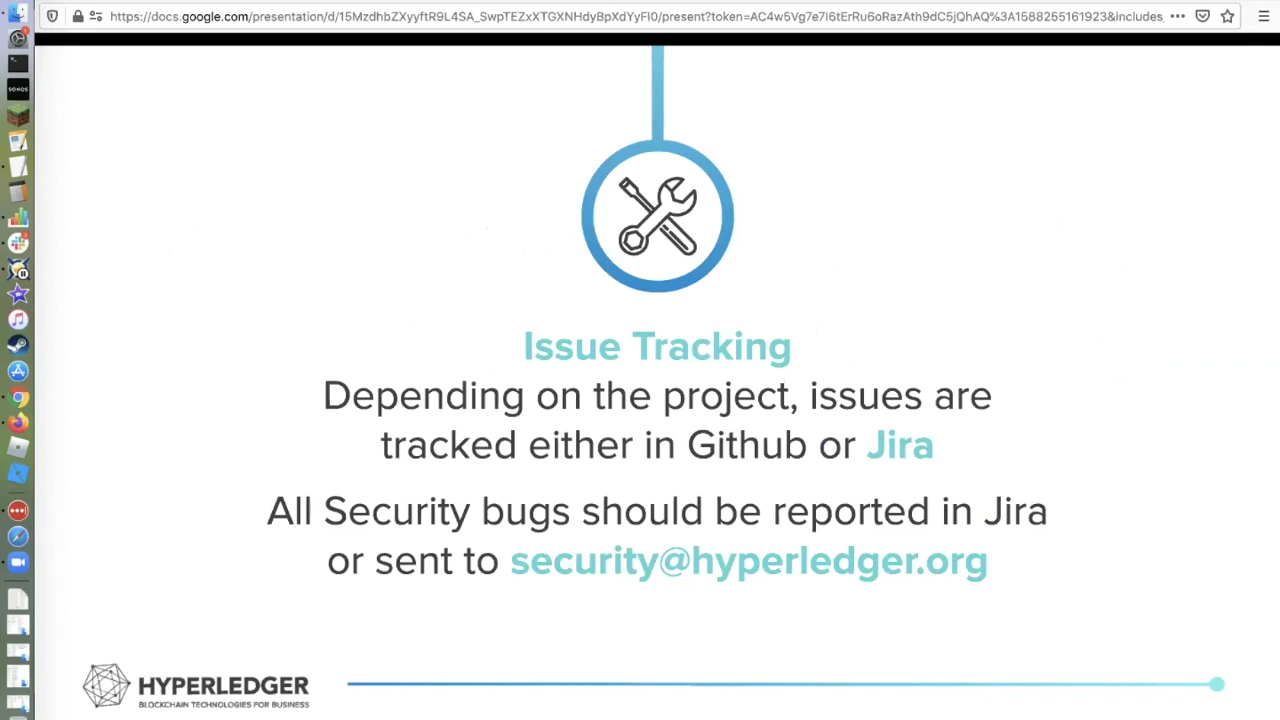 https://docs.google.com/presentation/d/15MzdhbZXyyftR9L4SA_SwpTEZxXTGXNHdyBpXdYyFI0/present?token=AC4w5Vg7e7I6tErRu6oRazAth9dC5jQhAQ%3A1588255161923&includes_
SONOS
Issue Tracking
Depending on the project, issues are
tracked either in Github or Jira
All Security bugs should be reported in Jira
or sent to security@hyperledger.org
HYPERLEDGER
BLOCKCHAIN TECHNOLOGIES FOR BUSINESS